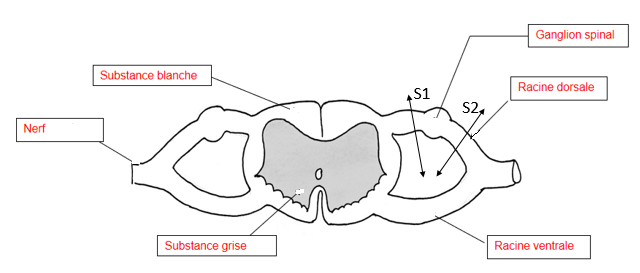 Ganglion spinal
Substance blanche
Racine dorsale
S1
S2
Nerf
Substance grise
Racine ventrale